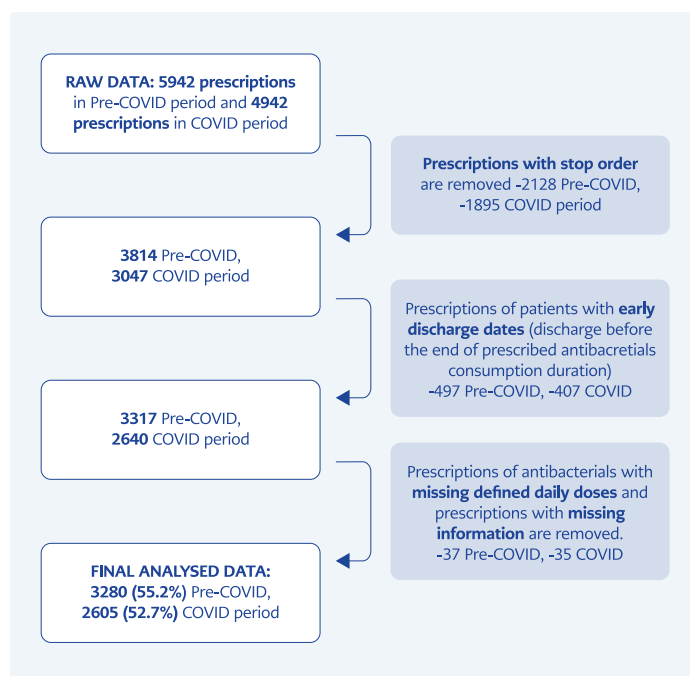 RAW DATA: 5942 prescriptions
in Pre-COVID period and 4942
prescriptions in COVID period
Prescriptions with stop order
are removed -2128 Pre-COVID,
-1895 COVID period
3814 Pre-COVID,
3047 COVID period
Prescriptions of patients with early
discharge dates (discharge before
the end of prescribed antibacretials
consumption duration)
-497 Pre-COVID, -407 COVID
3317 Pre-COVID,
2640 COVID period
Prescriptions of antibacterials with
missing defined daily doses and
prescriptions with missing
information are removed.
-37 Pre-COVID, -35 COVID
FINAL ANALYSED DATA:
3280 (55.2%) Pre-COVID,
2605 (52.7%) COVID period